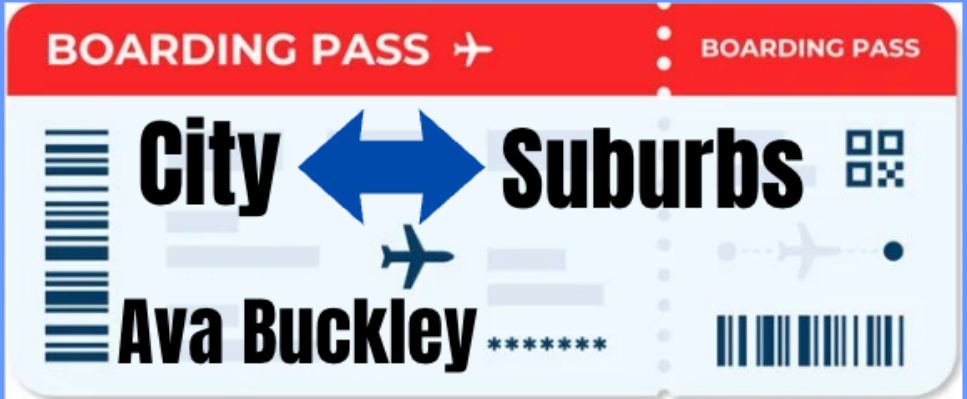 BOARDING PASS
BOARDING PASS
City Suburbs
Ava Buckley *******